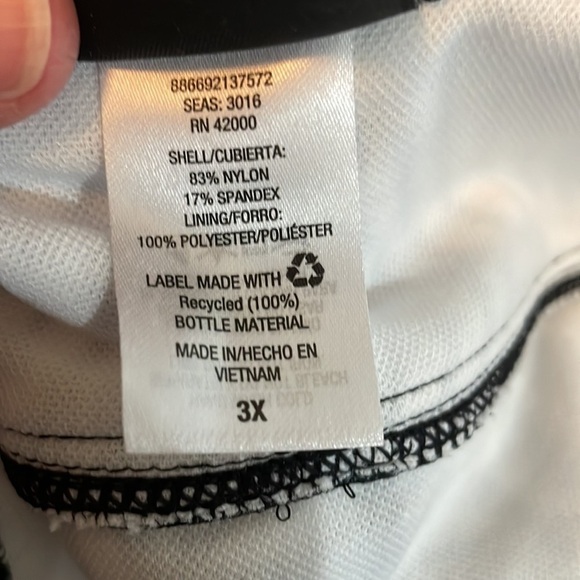 886692137572
SEAS: 3016
RN 42000
SHELL/CUBIERTA:
83% NYLON
17% SPANDEX
LINING/FORRO:
100% POLYESTER/POLIÉSTER
LABEL MADE WITH
Recycled (100%)
BOTTLE MATERIAL
MADE IN/HECHO EN
VIETNAM
3X